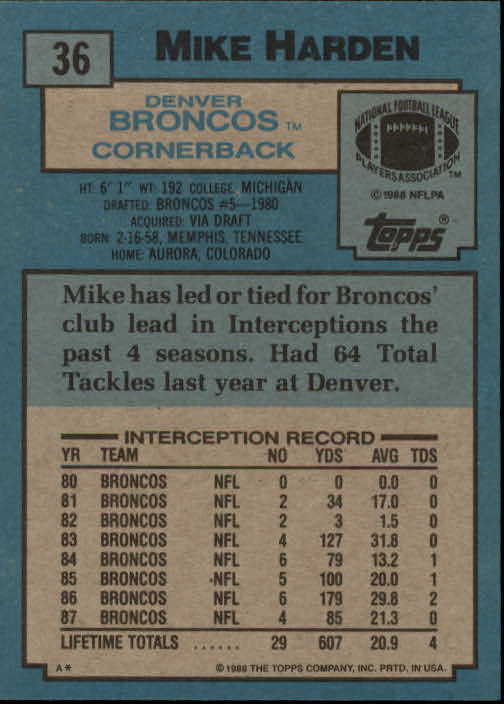 36
MIKE HARDEN
DENVER
BRONCOS™
CORNERBACK
NATIONAL FOOTBALL LEAGUE
PLAYERS ASSOCIATION™
©1988 NFLPA
topps®
HT: 6' 1" WT: 192 COLLEGE: MICHIGAN
DRAFTED: BRONCOS #5—1980
ACQUIRED: VIA DRAFT
BORN: 2-16-58, MEMPHIS, TENNESSEE
HOME: AURORA, COLORADO
Mike has led or tied for Broncos'
club lead in Interceptions the
past 4 seasons. Had 64 Total
Tackles last year at Denver.
INTERCEPTION RECORD
YR TEAM NO YDS AVG TDS
80 BRONCOS NFL 0 0 0.0 0
81 BRONCOS NFL 2 34 17.0 0
82 BRONCOS NFL 2 3 1.5 0
83 BRONCOS NFL 4 127 31.8 0
84 BRONCOS NFL 6 79 13.2 1
85 BRONCOS NFL 5 100 20.0 1
86 BRONCOS NFL 6 179 29.8 2
87 BRONCOS NFL 4 85 21.3 0
LIFETIME TOTALS ...... 29 607 20.9 4
A* ©1988 THE TOPPS COMPANY, INC. PRTD. IN USA.